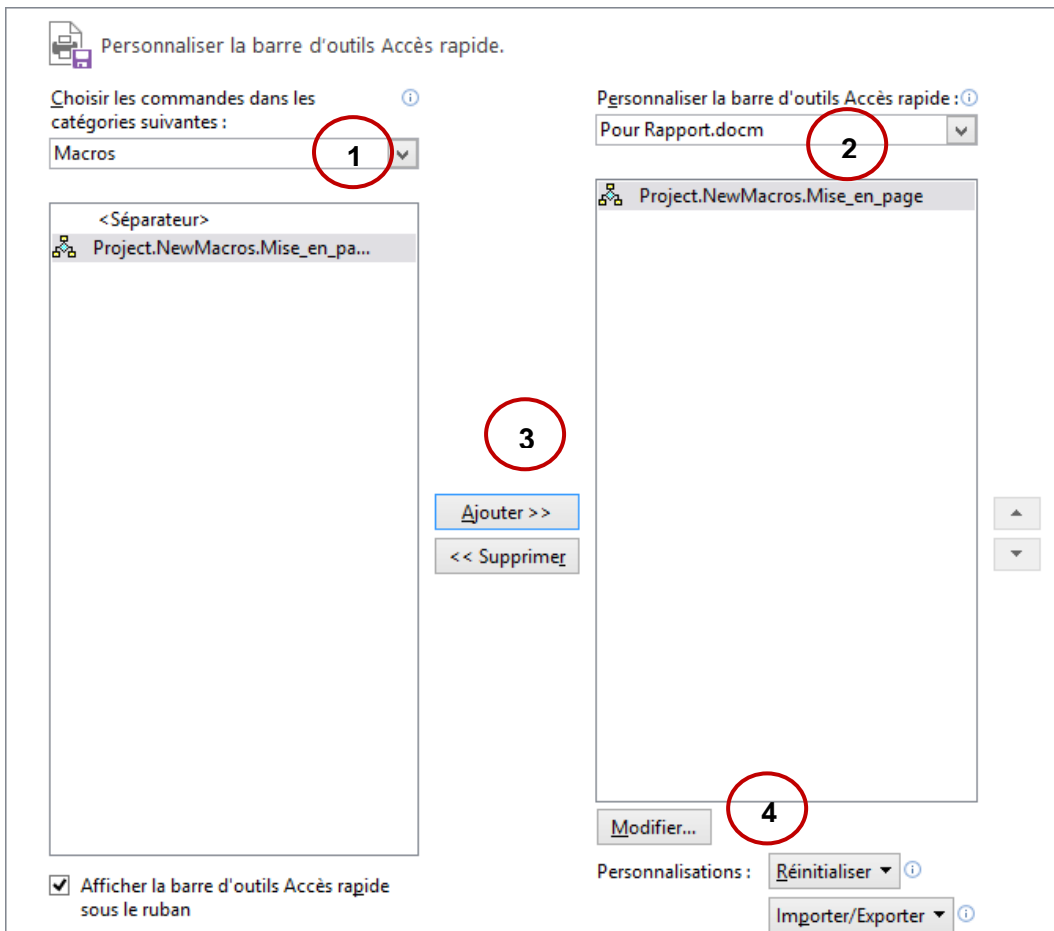 Personnaliser la barre d'outils Accès rapide.
Choisir les commandes dans les
catégories suivantes :
Macros
1
<Séparateur>
Project.NewMacros.Mise_en_pa...
Afficher la barre d'outils Accès rapide
sous le ruban
3
Ajouter >>
<< Supprimer
Personnaliser la barre d'outils Accès rapide :
Pour Rapport.docm
2
Project.NewMacros.Mise_en_page
4
Modifier...
Personnalisations :
Réinitialiser
Importer/Exporter